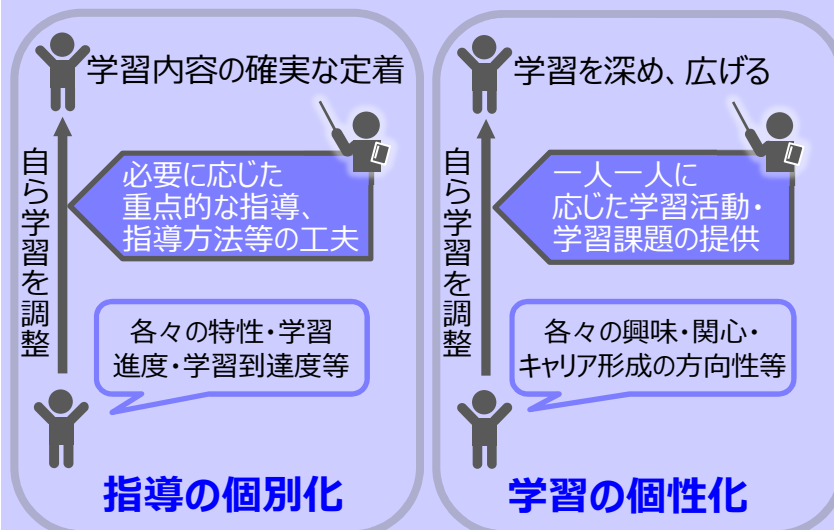 学習内容の確実な定着
自ら学習を調整
必要に応じた
重点的な指導、
指導方法等の工夫
各々の特性・学習
進度・学習到達度等
指導の個別化
学習を深め、広げる
自ら学習を調整
一人一人に
応じた学習活動・
学習課題の提供
各々の興味・関心・
キャリア形成の方向性等
学習の個性化